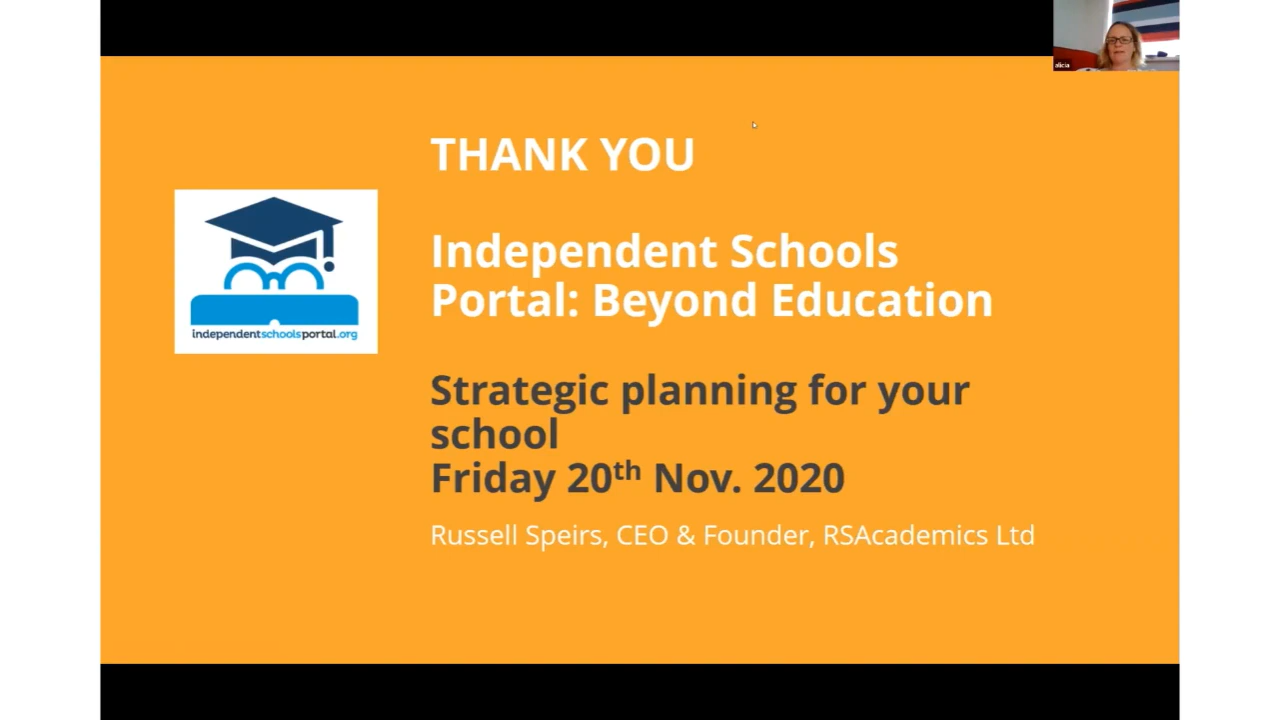 alicia
THANK YOU
independentschoolsportal.org
Independent Schools
Portal: Beyond Education
Strategic planning for your
school
Friday 20th Nov. 2020
Russell Speirs, CEO & Founder, RSAcademics Ltd